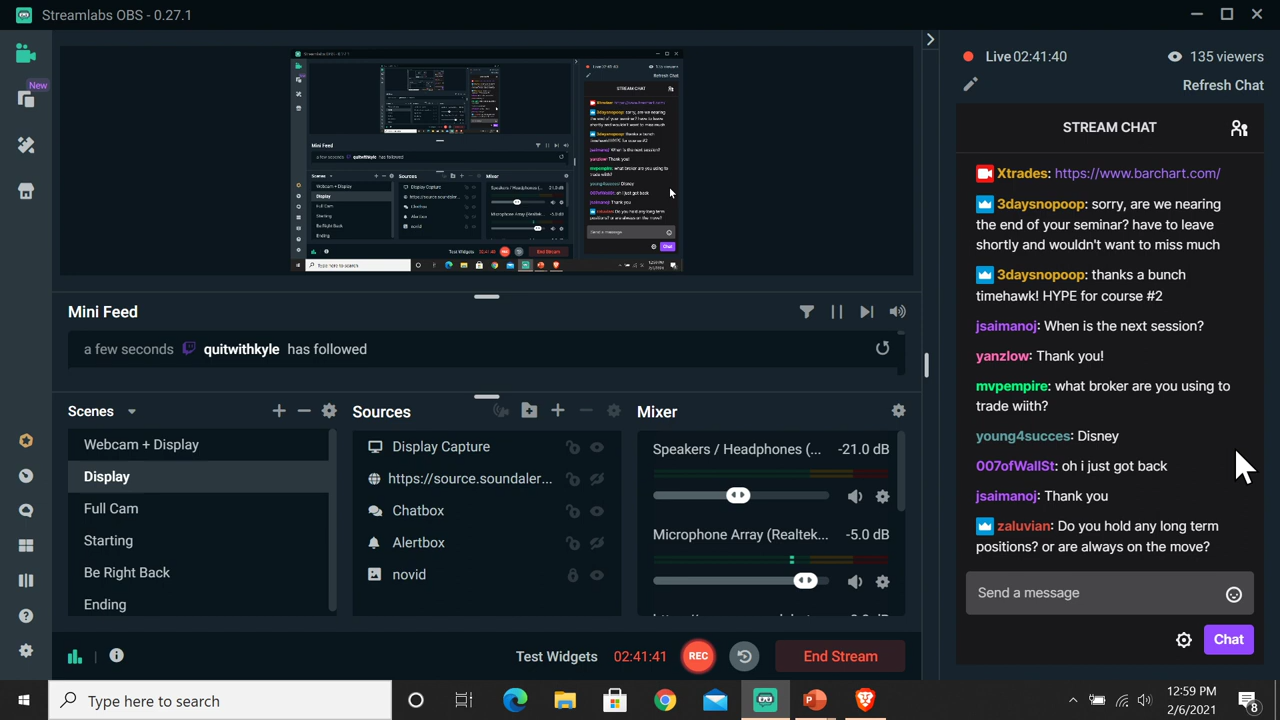 Streamlabs OBS - 0.27.1
New
Live 02:41:40
135 viewers
Refresh Chat
STREAM CHAT
Xtrades: https://www.barchart.com/
3daysnopoop: sorry, are we nearing
the end of your seminar? have to leave
shortly and wouldn't want to miss much
3daysnopoop: thanks a bunch
timehawk! HYPE for course #2
jsaimanoj: When is the next session?
yanzlow: Thank you!
mvpempire: what broker are you using to
trade wiith?
young4succes: Disney
007ofWallSt: oh i just got back
jsaimanoj: Thank you
zaluvian: Do you hold any long term
positions? or are always on the move?
Send a message
Chat
Mini Feed
a few seconds quitwithkyle has followed
Scenes
Webcam + Display
Display
Full Cam
Starting
Be Right Back
Ending
Sources
Display Capture
https://source.soundaler...
Chatbox
Alertbox
novid
Mixer
Speakers / Headphones (... -21.0 dB
Microphone Array (Realtek... -5.0 dB
Test Widgets
02:41:41
REC
End Stream
Type here to search
12:59 PM
2/6/2021
8